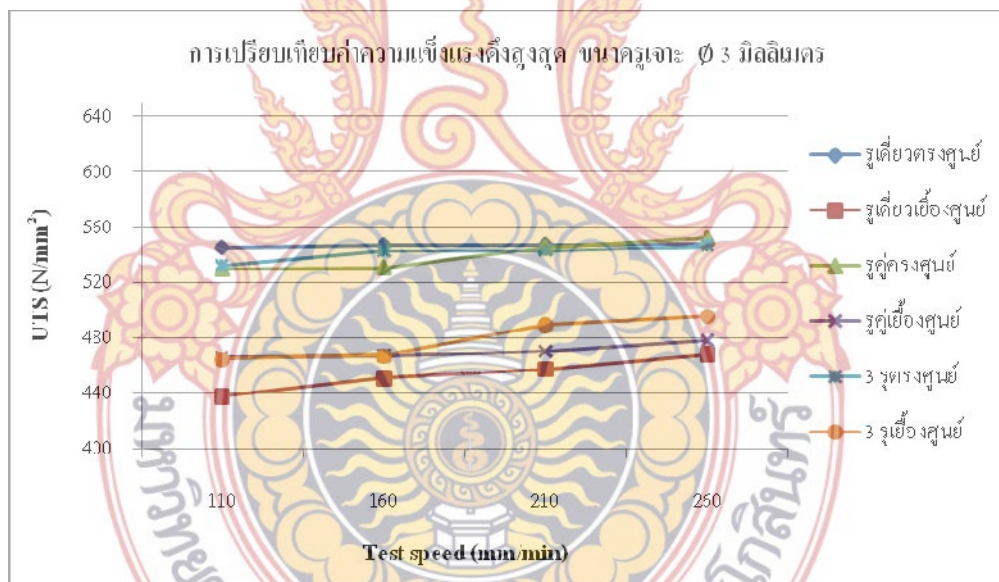 การเปรียบเทียบค่าความแข็งแรงดึงสูงสุด ขนาดรูเจาะ Ø 3 มิลลิเมตร
640
600
560
520
480
440
400
UTS (N/mm²)
110 160 210 250
Test speed (mm/min)
รูเดี่ยวตรงศูนย์
รูเดี่ยวเยื้องศูนย์
รูคู่ตรงศูนย์
รูคู่เยื้องศูนย์
3 รูตรงศูนย์
3 รูเยื้องศูนย์